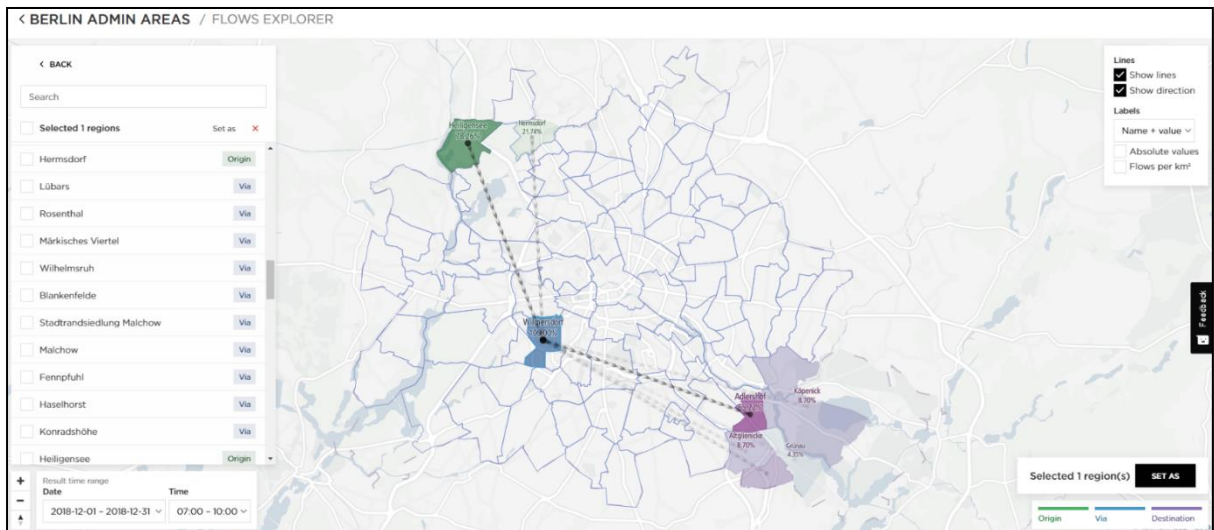 < BERLIN ADMIN AREAS / FLOWS EXPLORER
< BACK
Search
Selected 1 regions Set as ×
Hermsdorf Origin
Lübars Via
Rosenthal Via
Märkisches Viertel Via
Wilhelmsruh Via
Blankenfelde Via
Stadtrandsiedlung Malchow Via
Malchow Via
Fennpfuhl Via
Haselhorst Via
Konradshöhe Via
Heiligensee Origin
+
−
Result time range
Date Time
2018-12-01 - 2018-12-31 07:00 - 10:00
Heiligensee
Hermsdorf
21.74%
Wilmersdorf
Adlershof
Köpenick
8.70%
Altglienicke
8.70%
Grünau
4.35%
Lines
Show lines
Show direction
Labels
Name + value
Absolute values
Flows per km²
Feedback
Selected 1 region(s) SET AS
Origin Via Destination